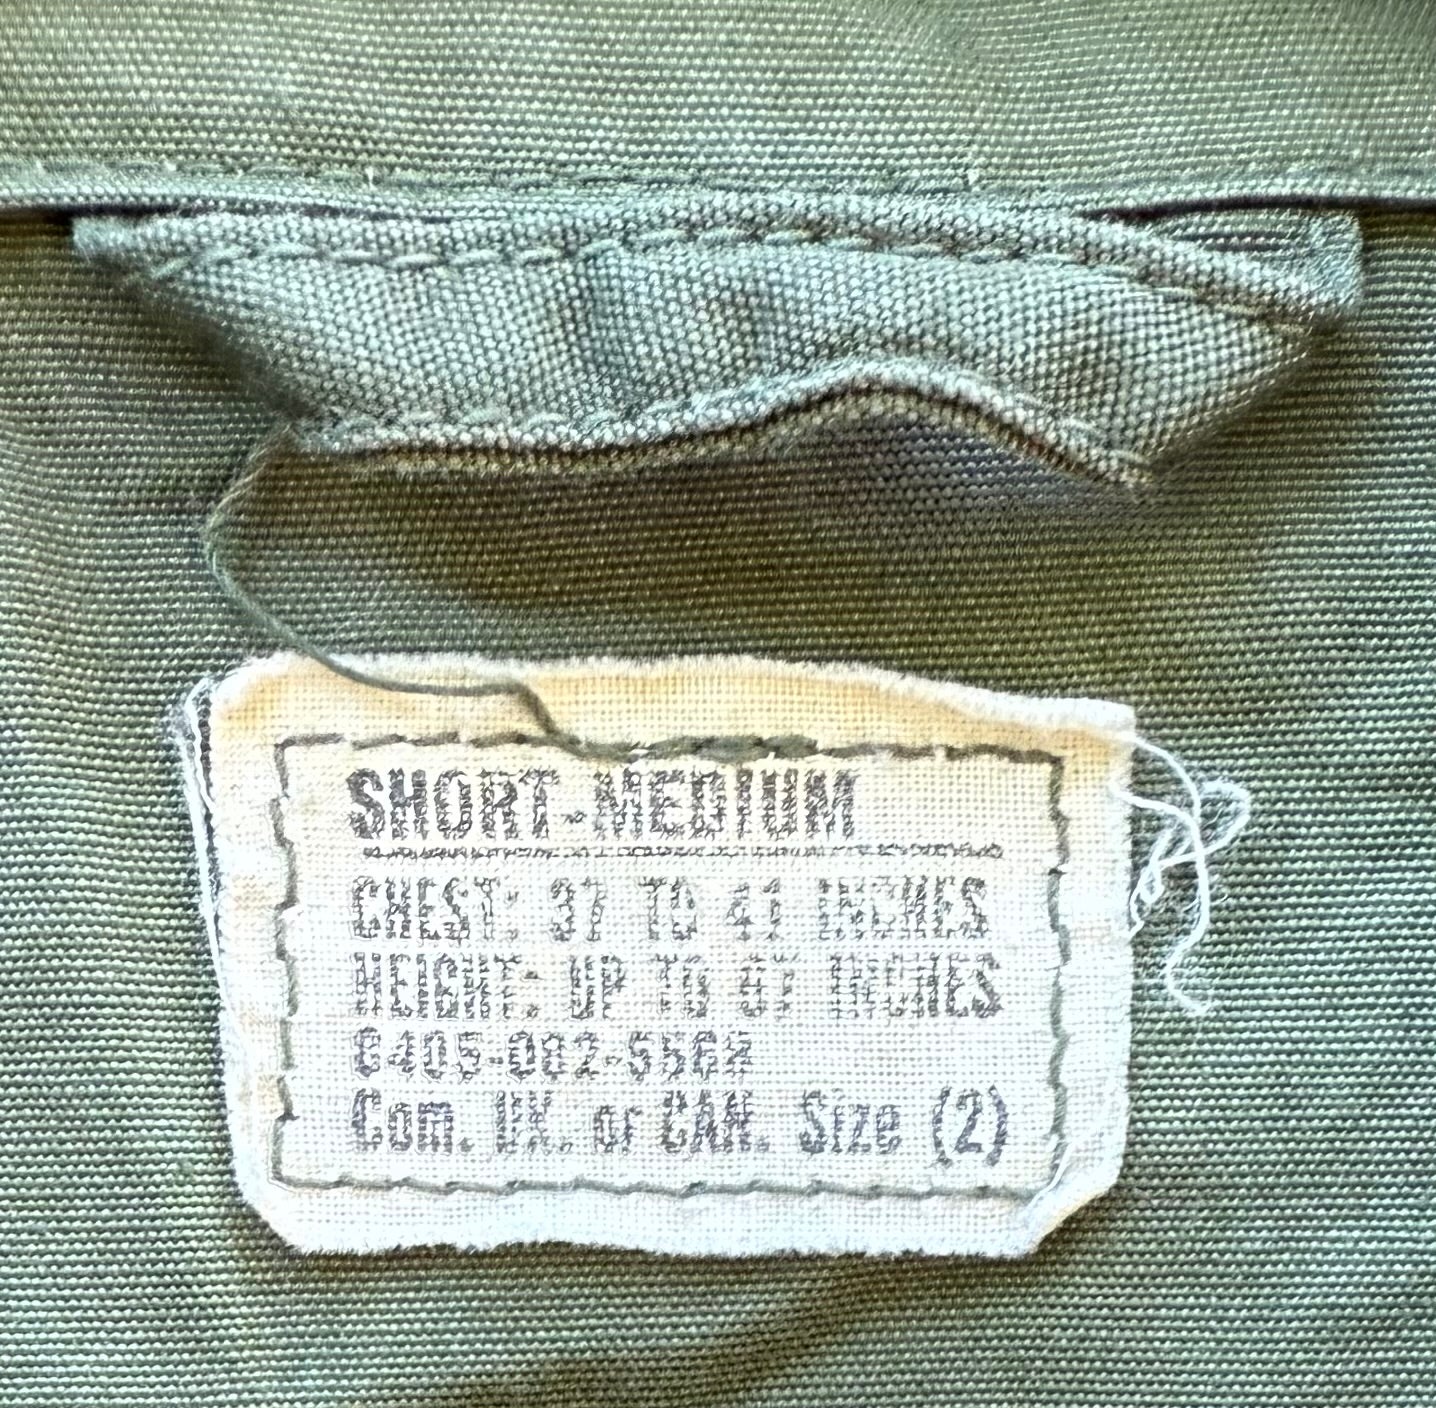 SHORT-MEDIUM
CHEST: 37 TO 41 INCHES
HEIGHT: UP TO 67 INCHES
8405-082-5569
Com. UK. or CAN. Size (2)